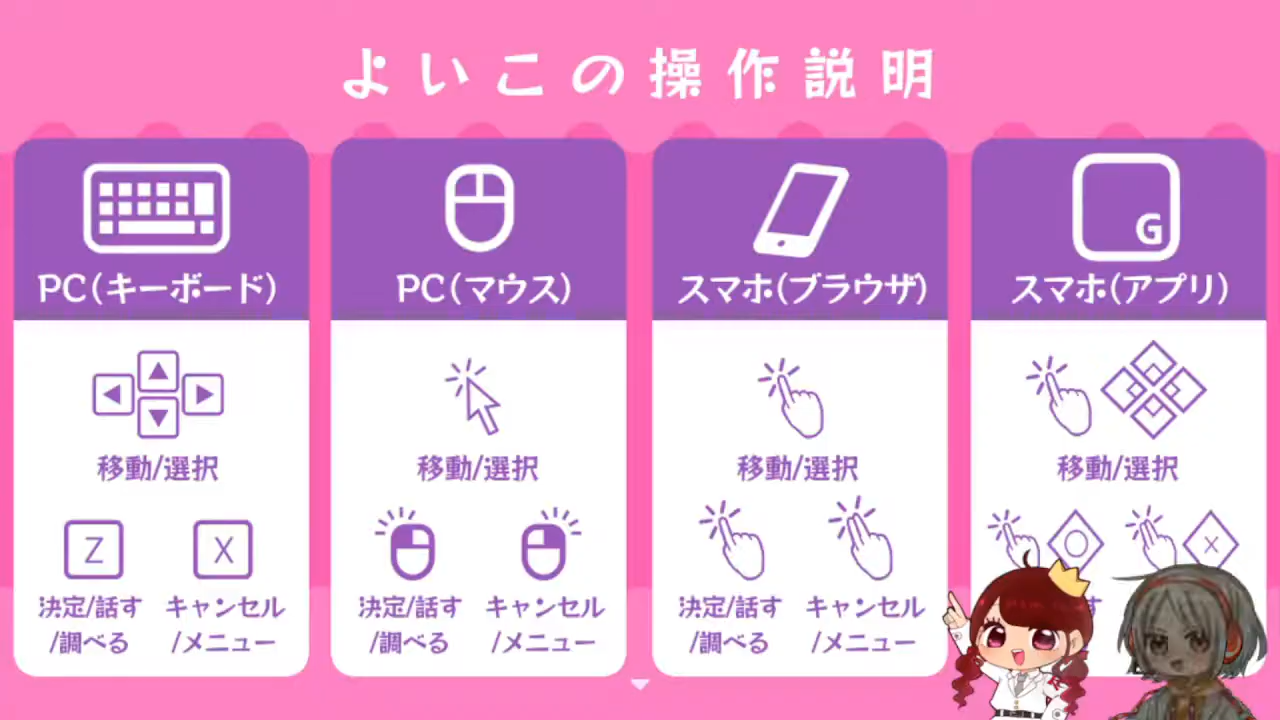 よいこの操作説明
PC(キーボード)
移動/選択
Z
X
決定/話す
/調べる
キャンセル
/メニュー
PC(マウス)
移動/選択
決定/話す
/調べる
キャンセル
/メニュー
スマホ(ブラウザ)
移動/選択
決定/話す
/調べる
キャンセル
/メニュー
G
スマホ(アプリ)
移動/選択
す